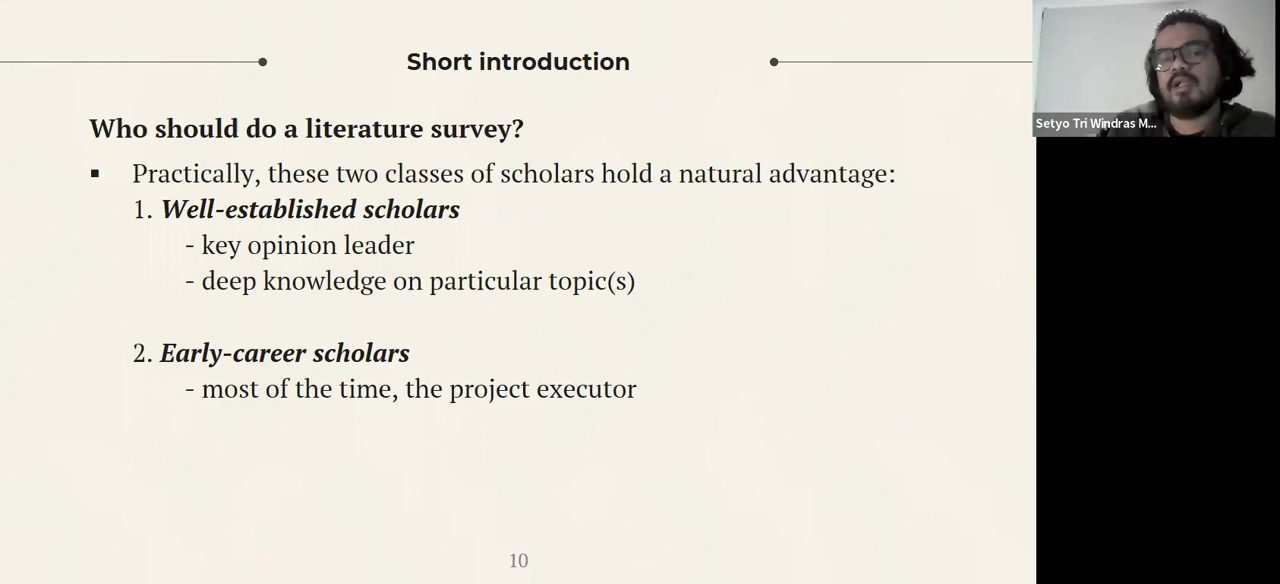 Short introduction
Who should do a literature survey?
▪ Practically, these two classes of scholars hold a natural advantage:
1. Well-established scholars
- key opinion leader
- deep knowledge on particular topic(s)
2. Early-career scholars
- most of the time, the project executor
10
Setyo Tri Windras M...